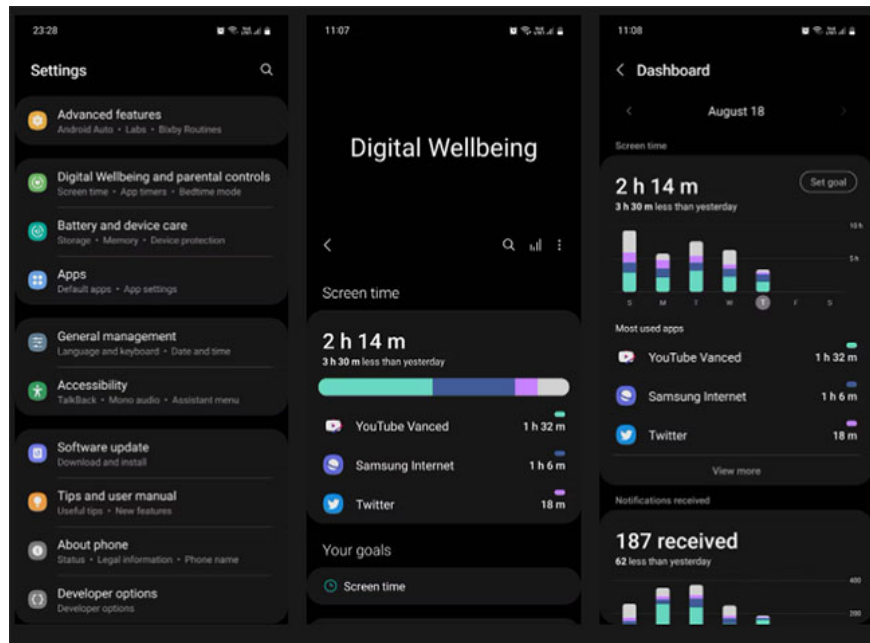 23:28
Settings
Advanced features
Android Auto • Labs • Bixby Routines
Digital Wellbeing and parental controls
Screen time • App timers • Bedtime mode
Battery and device care
Storage • Memory • Device protection
Apps
Default apps • App settings
General management
Language and keyboard • Date and time
Accessibility
TalkBack • Mono audio • Assistant menu
Software update
Download and install
Tips and user manual
Useful tips • New features
About phone
Status • Legal information • Phone name
Developer options
Developer options
11:07
Digital Wellbeing
Screen time
2 h 14 m
3 h 30 m less than yesterday
YouTube Vanced 1 h 32 m
Samsung Internet 1 h 6 m
Twitter 18 m
Your goals
Screen time
11:08
Dashboard
August 18
Screen time
2 h 14 m
Set goal
3 h 30 m less than yesterday
10 h
5 h
S M T W T F S
Most used apps
YouTube Vanced 1 h 32 m
Samsung Internet 1 h 6 m
Twitter 18 m
View more
Notifications received
187 received
62 less than yesterday
400
200